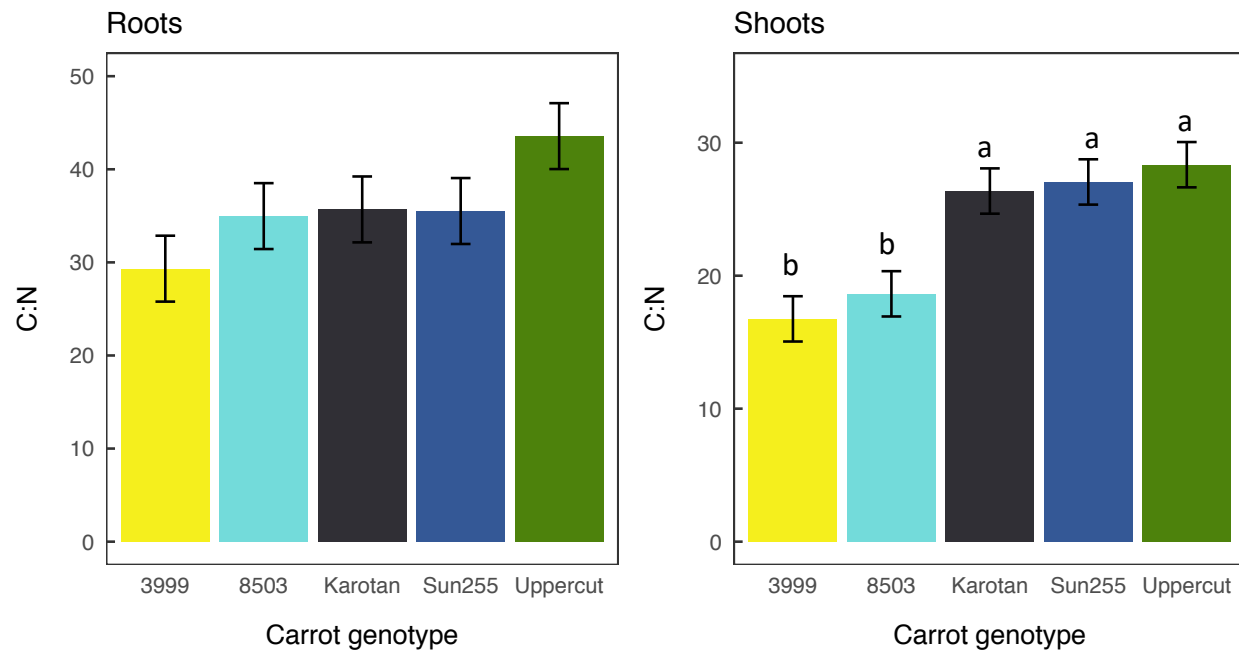 Roots
C:N
50
40
30
20
10
0
3999 8503 Karotan Sun255 Uppercut
Carrot genotype
Shoots
C:N
30
20
10
0
b b a a a
3999 8503 Karotan Sun255 Uppercut
Carrot genotype